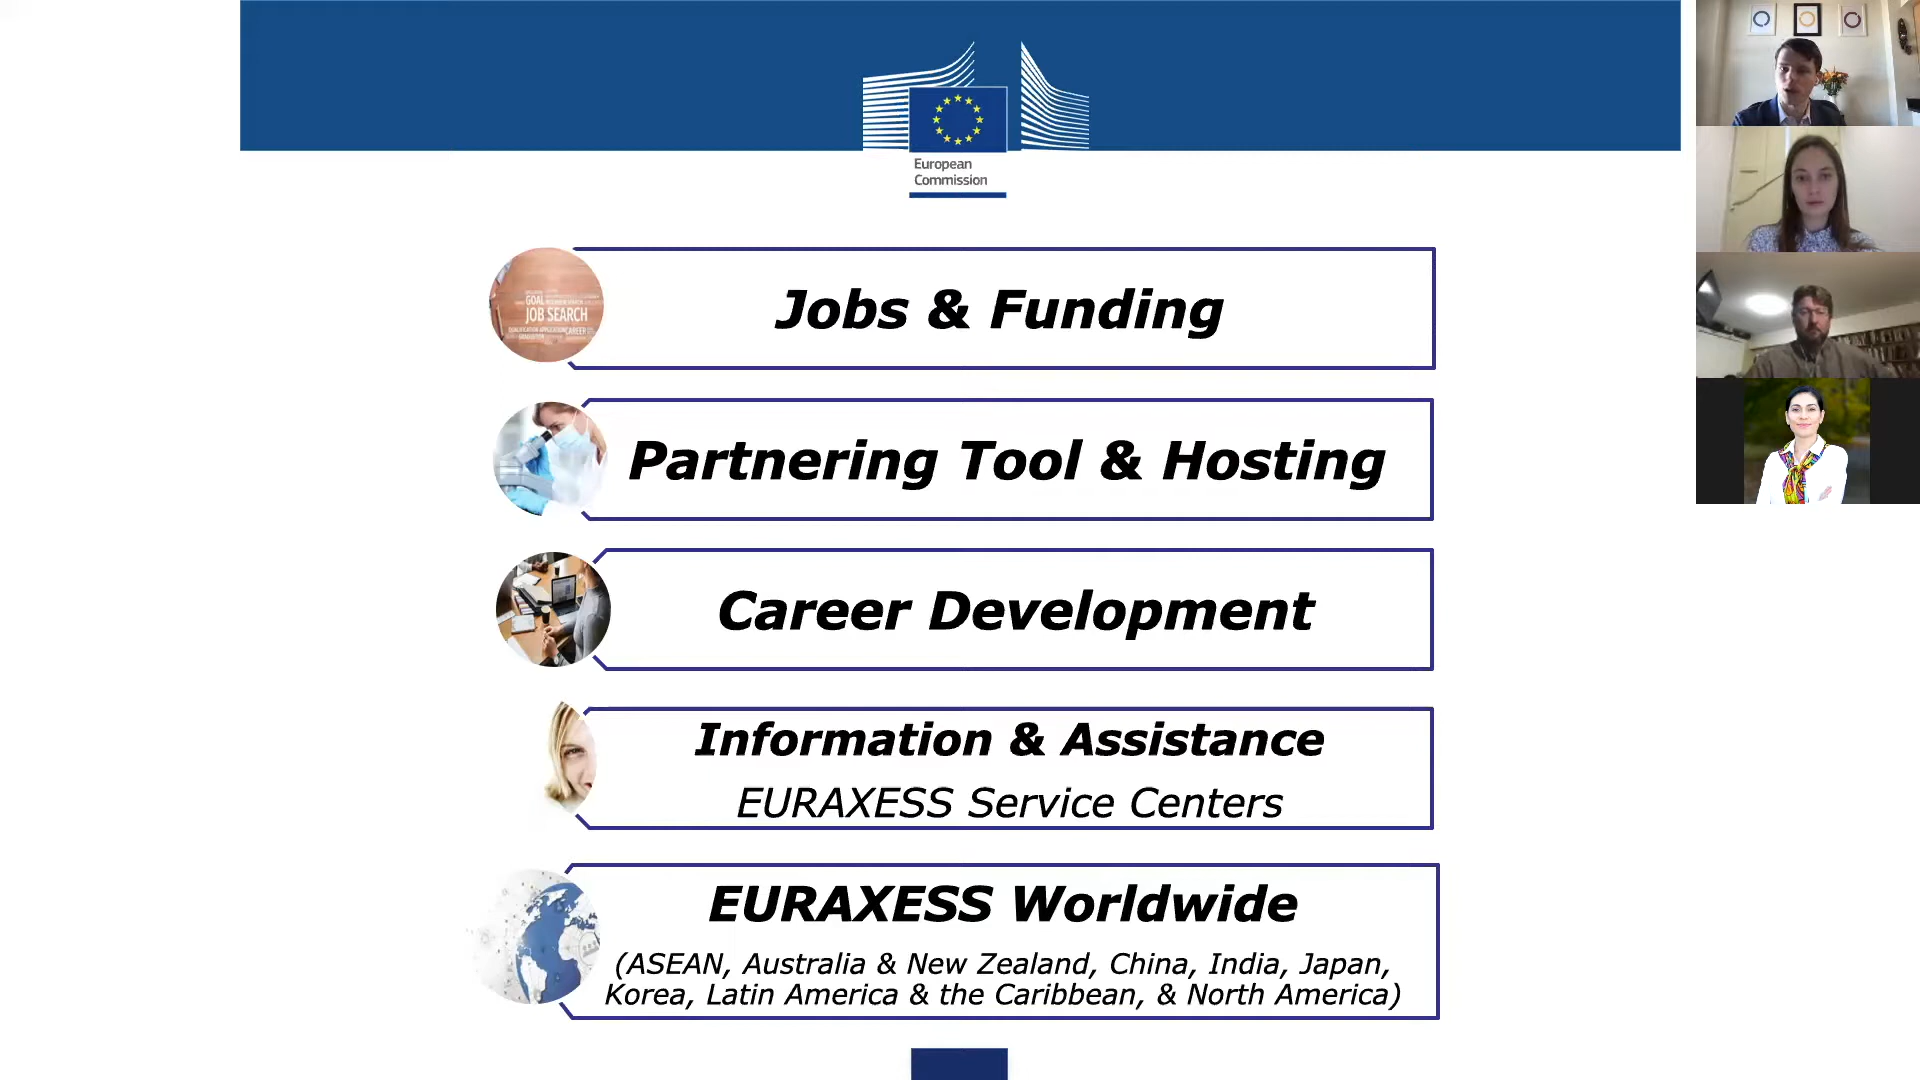 European
Commission
GOAL
JOB SEARCH
CAREER
Jobs & Funding
Partnering Tool & Hosting
Career Development
Information & Assistance
EURAXESS Service Centers
EURAXESS Worldwide
(ASEAN, Australia & New Zealand, China, India, Japan,
Korea, Latin America & the Caribbean, & North America)